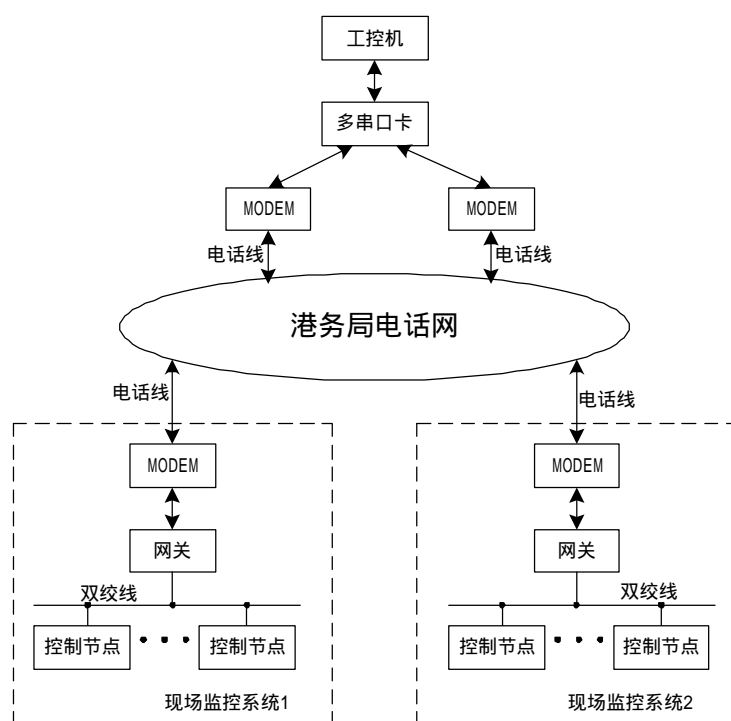 工控机
多串口卡
MODEM
MODEM
电话线
电话线
港务局电话网
电话线
电话线
MODEM
MODEM
网关
网关
双绞线
双绞线
控制节点
控制节点
控制节点
控制节点
现场监控系统1
现场监控系统2